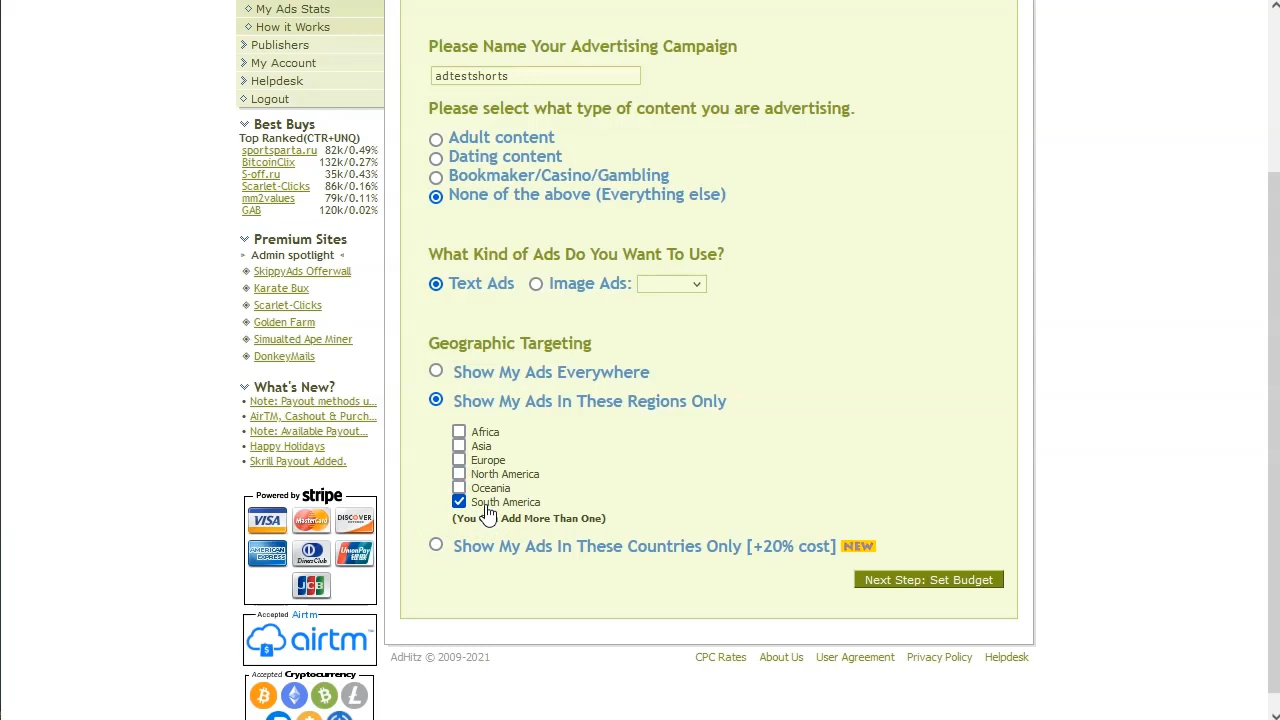 My Ads Stats
How it Works
Publishers
My Account
Helpdesk
Logout
Best Buys
Top Ranked(CTR+UNQ)
sportsparta.ru 82k/0.49%
BitcoinClix 132k/0.27%
S-off.ru 35k/0.43%
Scarlet-Clicks 86k/0.16%
mm2values 79k/0.11%
GAB 120k/0.02%
Premium Sites
Admin spotlight
SkippyAds Offerwall
Karate Bux
Scarlet-Clicks
Golden Farm
Simualted Ape Miner
DonkeyMails
What's New?
Note: Payout methods u...
AirTM, Cashout & Purch...
Note: Available Payout...
Happy Holidays
Skrill Payout Added.
Powered by stripe
VISA MasterCard DISCOVER
AMERICAN EXPRESS Diners Club UnionPay
JCB
Accepted Airtm
airtm™
Accepted Cryptocurrency
Please Name Your Advertising Campaign
adtestshorts
Please select what type of content you are advertising.
Adult content
Dating content
Bookmaker/Casino/Gambling
None of the above (Everything else)
What Kind of Ads Do You Want To Use?
Text Ads Image Ads:
Geographic Targeting
Show My Ads Everywhere
Show My Ads In These Regions Only
Africa
Asia
Europe
North America
Oceania
South America
(You Add More Than One)
Show My Ads In These Countries Only [+20% cost] NEW
Next Step: Set Budget
AdHitz © 2009-2021
CPC Rates About Us User Agreement Privacy Policy Helpdesk